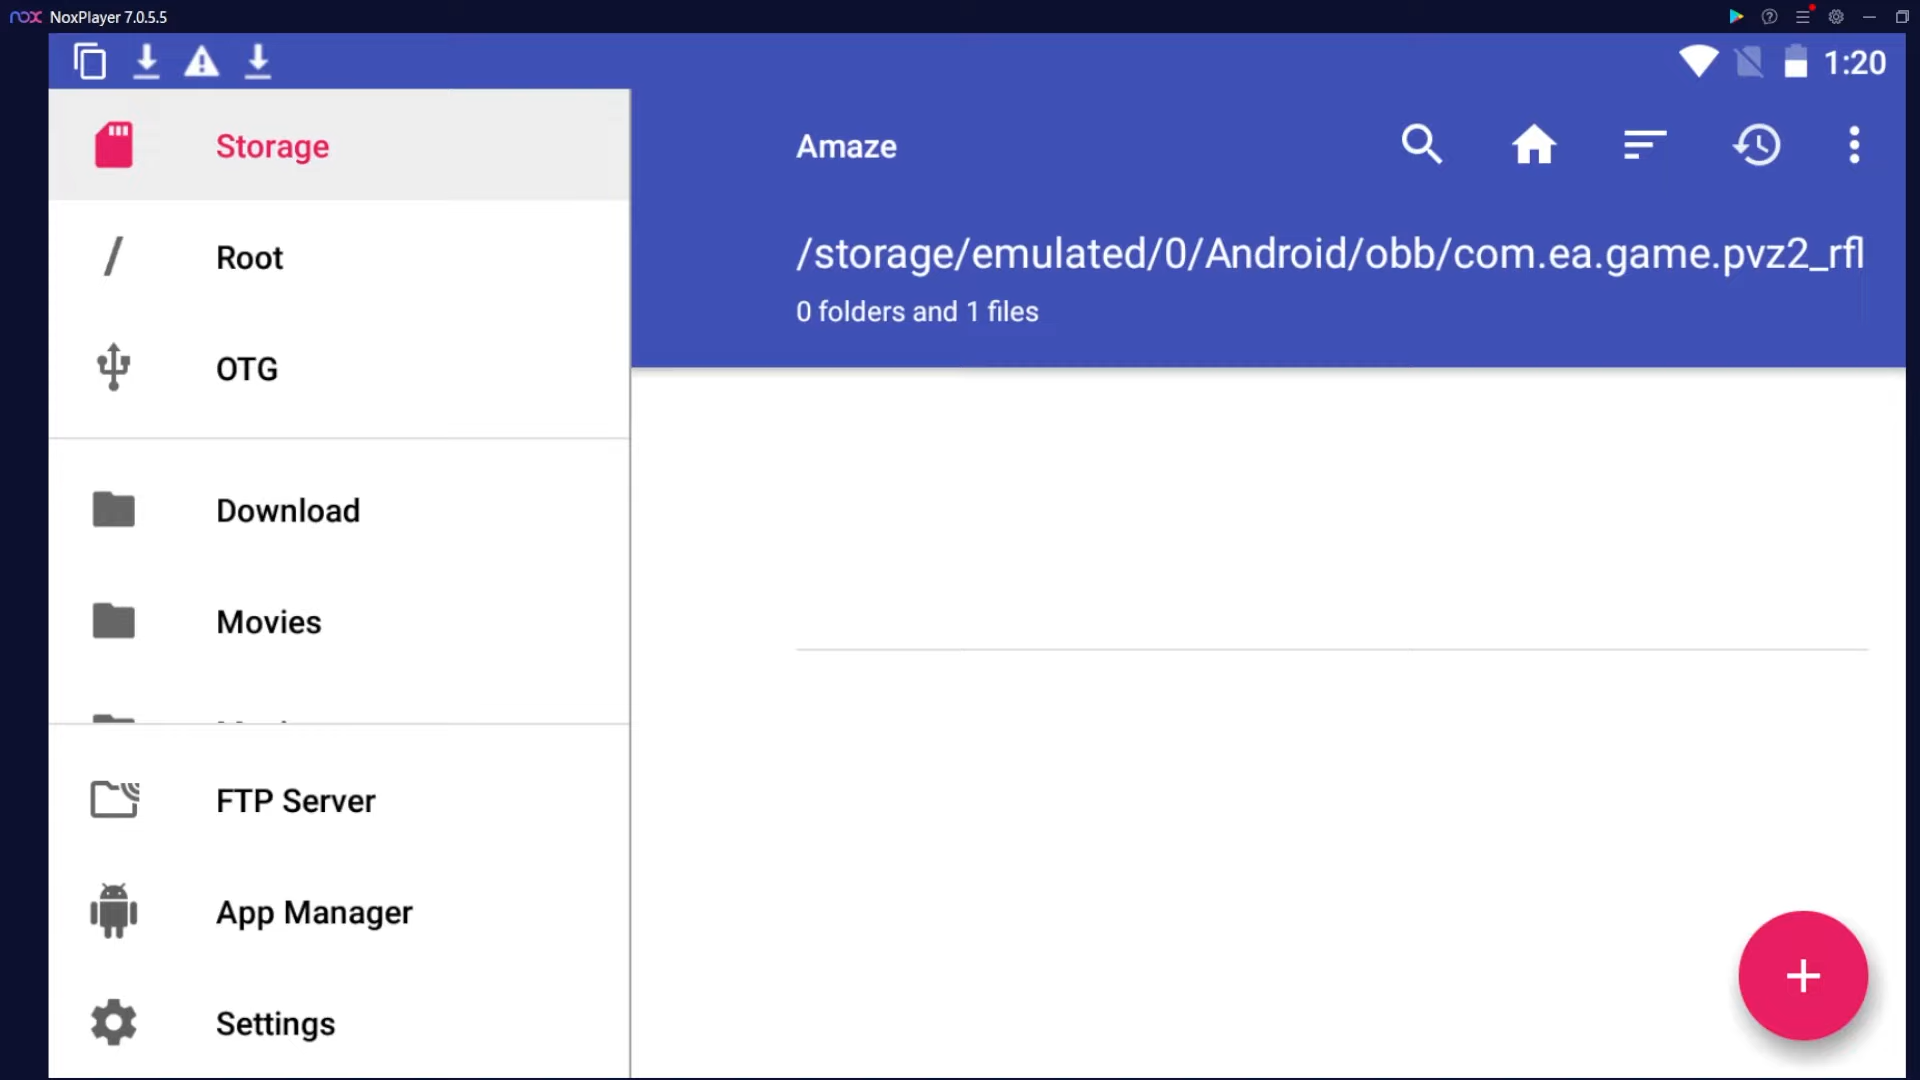 nox NoxPlayer 7.0.5.5
1:20
Storage
Amaze
Root
/storage/emulated/0/Android/obb/com.ea.game.pvz2_rfl
0 folders and 1 files
OTG
Download
Movies
FTP Server
App Manager
Settings